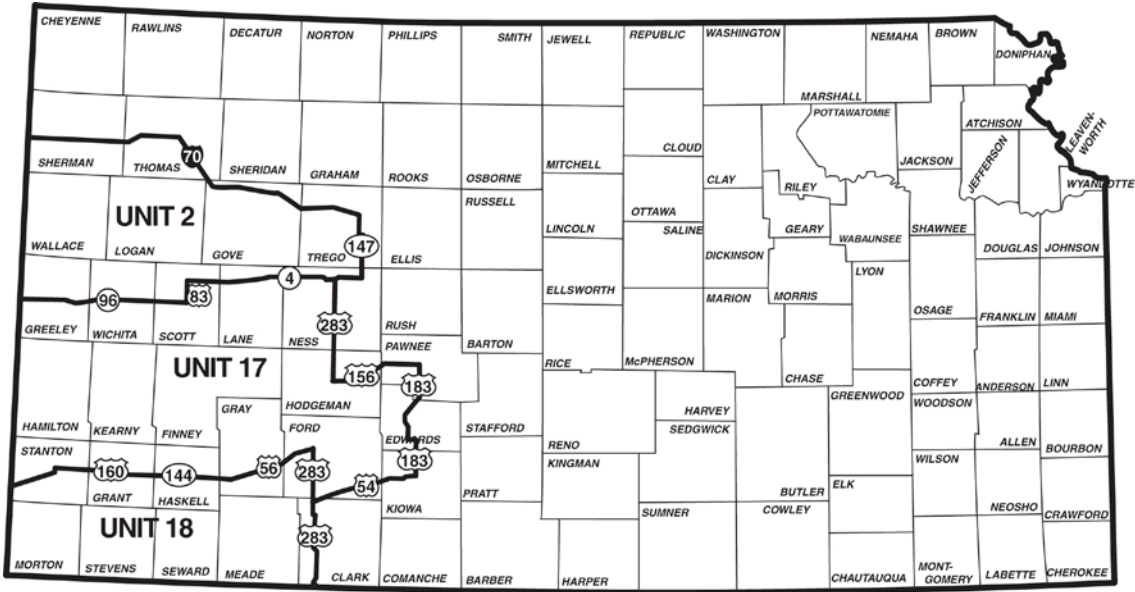 CHEYENNE
RAWLINS
DECATUR
NORTON
PHILLIPS
SMITH
JEWELL
REPUBLIC
WASHINGTON
NEMAHA
BROWN
DONIPHAN
MARSHALL
POTTAWATOMIE
ATCHISON
LEAVEN-
WORTH
SHERMAN
THOMAS
70
SHERIDAN
GRAHAM
ROOKS
OSBORNE
MITCHELL
CLOUD
CLAY
RILEY
JACKSON
JEFFERSON
WYANDOTTE
UNIT 2
RUSSELL
LINCOLN
OTTAWA
SALINE
GEARY
WABAUNSEE
SHAWNEE
DOUGLAS
JOHNSON
WALLACE
LOGAN
GOVE
TREGO
147
ELLIS
ELLSWORTH
DICKINSON
MARION
MORRIS
LYON
OSAGE
FRANKLIN
MIAMI
96
83
4
GREELEY
WICHITA
SCOTT
LANE
NESS
283
RUSH
PAWNEE
BARTON
RICE
McPHERSON
CHASE
COFFEY
ANDERSON
LINN
UNIT 17
156
183
HAMILTON
KEARNY
FINNEY
GRAY
HODGEMAN
FORD
EDWARDS
STAFFORD
RENO
HARVEY
SEDGWICK
GREENWOOD
WOODSON
ALLEN
BOURBON
STANTON
160
144
56
283
183
54
GRANT
HASKELL
KIOWA
PRATT
KINGMAN
BUTLER
ELK
WILSON
NEOSHO
CRAWFORD
UNIT 18
283
SUMNER
COWLEY
MORTON
STEVENS
SEWARD
MEADE
CLARK
COMANCHE
BARBER
HARPER
CHAUTAUQUA
MONT-
GOMERY
LABETTE
CHEROKEE